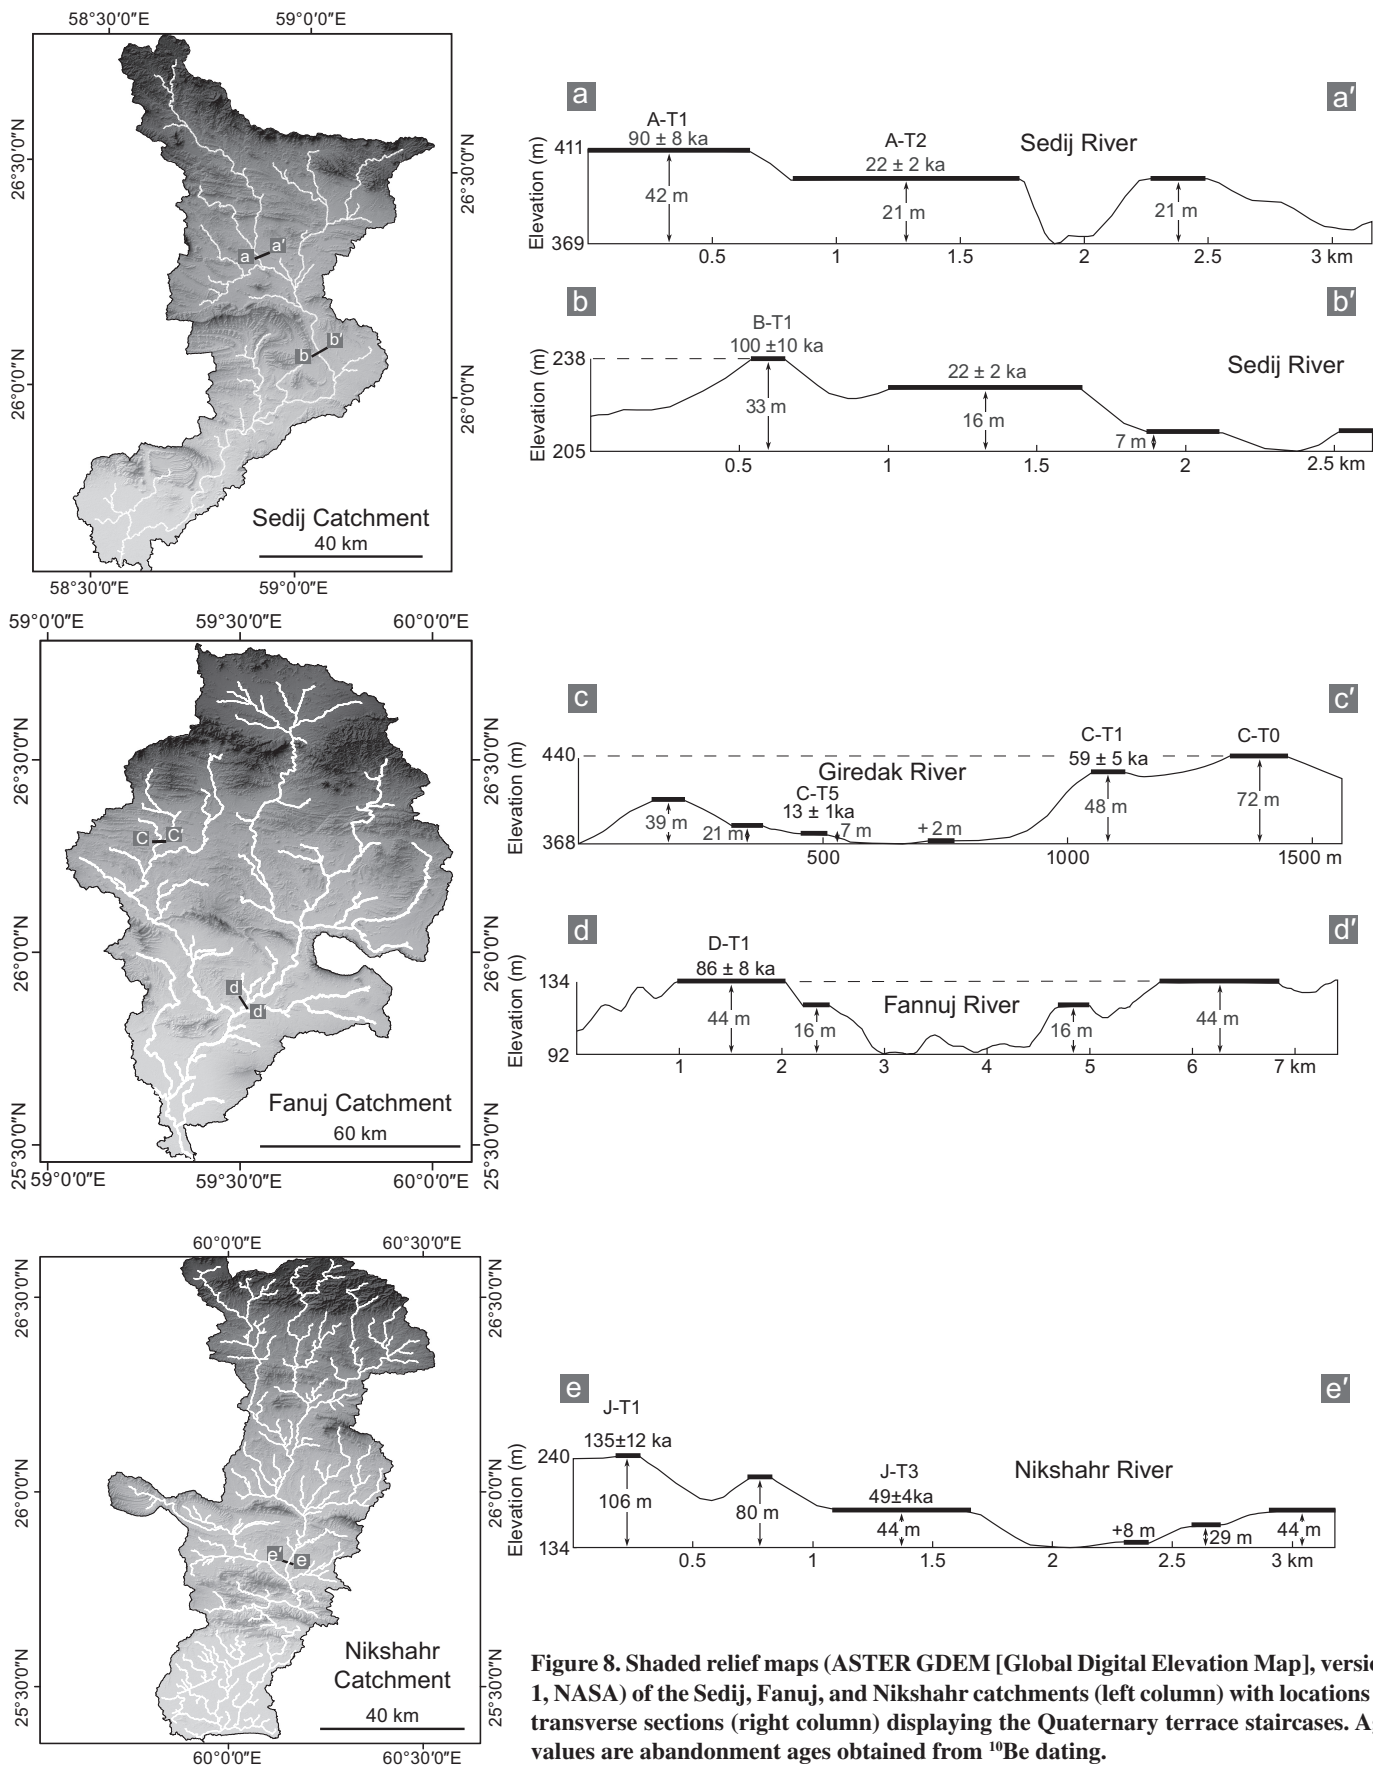 58°30′0″E 59°0′0″E
26°30′0″N
26°0′0″N
26°30′0″N
26°0′0″N
a a′
b b′
Sedij Catchment
40 km
58°30′0″E 59°0′0″E
a a′
A-T1
90 ± 8 ka
A-T2
22 ± 2 ka
Sedij River
Elevation (m)
411
369
42 m
21 m
21 m
0.5 1 1.5 2 2.5 3 km
b b′
B-T1
100 ±10 ka
22 ± 2 ka
Sedij River
Elevation (m)
238
205
33 m
16 m
7 m
0.5 1 1.5 2 2.5 km
59°0′0″E 59°30′0″E 60°0′0″E
26°30′0″N
26°0′0″N
25°30′0″N
26°30′0″N
26°0′0″N
25°30′0″N
C C′
d
d′
Fanuj Catchment
60 km
59°0′0″E 59°30′0″E 60°0′0″E
c c′
C-T1
59 ± 5 ka
C-T0
Giredak River
C-T5
13 ± 1ka
Elevation (m)
440
368
39 m
21 m
7 m
+2 m
48 m
72 m
500 1000 1500 m
d d′
D-T1
86 ± 8 ka
Fannuj River
Elevation (m)
134
92
44 m
16 m
16 m
44 m
1 2 3 4 5 6 7 km
60°0′0″E 60°30′0″E
26°30′0″N
26°0′0″N
25°30′0″N
26°30′0″N
26°0′0″N
25°30′0″N
e′ e
Nikshahr
Catchment
40 km
60°0′0″E 60°30′0″E
e e′
J-T1
135±12 ka
J-T3
49±4ka
Nikshahr River
Elevation (m)
240
134
106 m
80 m
44 m
+8 m
29 m
44 m
0.5 1 1.5 2 2.5 3 km
Figure 8. Shaded relief maps (ASTER GDEM [Global Digital Elevation Map], versio
1, NASA) of the Sedij, Fanuj, and Nikshahr catchments (left column) with locations
transverse sections (right column) displaying the Quaternary terrace staircases. A
values are abandonment ages obtained from ¹⁰Be dating.